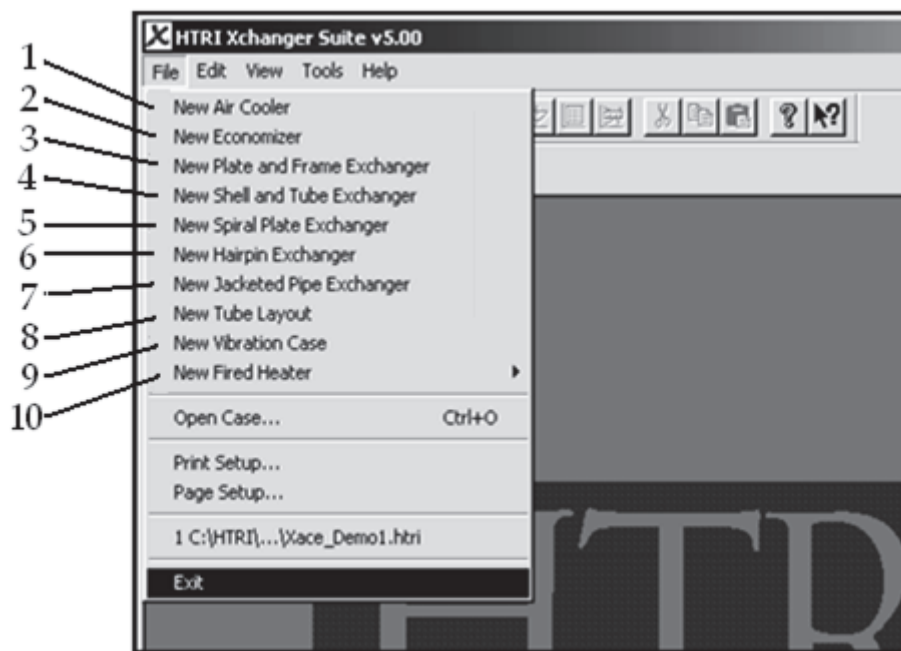 HTRI Xchanger Suite v5.00
File Edit View Tools Help
1 New Air Cooler
2 New Economizer
3 New Plate and Frame Exchanger
4 New Shell and Tube Exchanger
5 New Spiral Plate Exchanger
6 New Hairpin Exchanger
7 New Jacketed Pipe Exchanger
8 New Tube Layout
9 New Vibration Case
10 New Fired Heater
Open Case... Ctrl+O
Print Setup...
Page Setup...
1 C:\HTRI\...\Xace_Demo1.htri
Exit
HTR